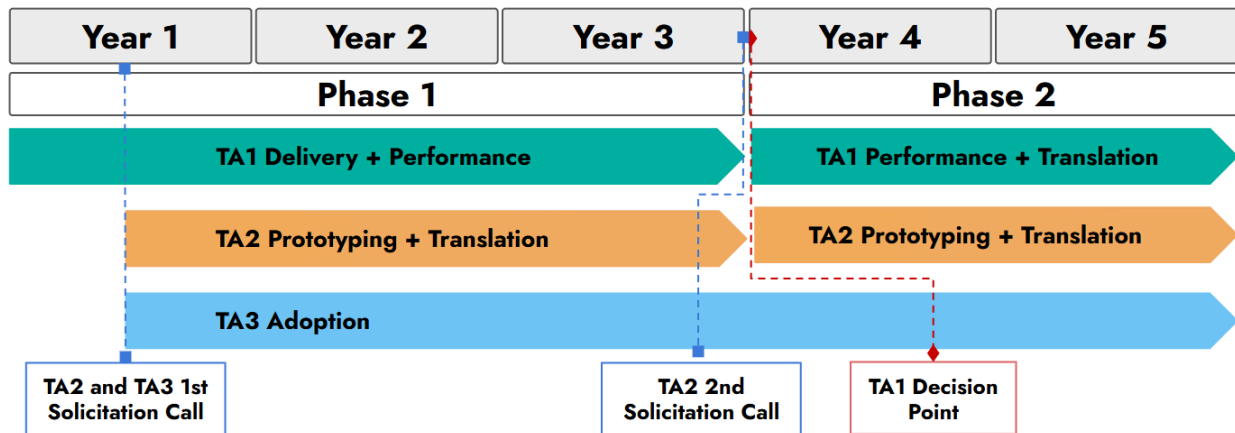 Year 1
Year 2
Year 3
Year 4
Year 5
Phase 1
Phase 2
TA1 Delivery + Performance
TA1 Performance + Translation
TA2 Prototyping + Translation
TA2 Prototyping + Translation
TA3 Adoption
TA2 and TA3 1st
Solicitation Call
TA2 2nd
Solicitation Call
TA1 Decision
Point